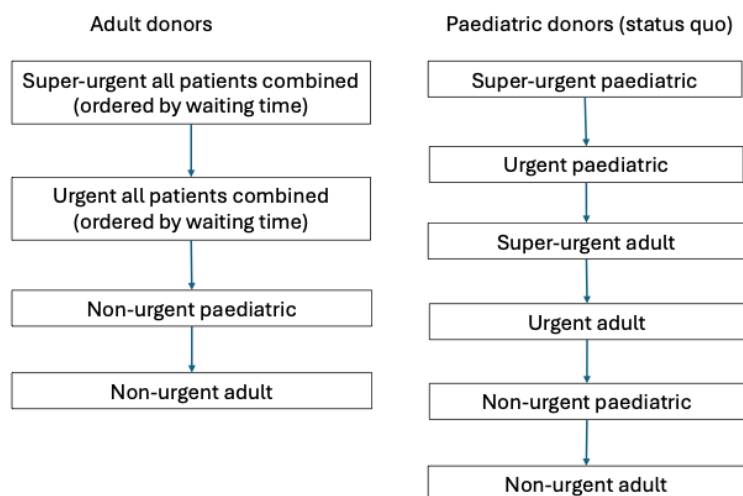 Adult donors
Super-urgent all patients combined
(ordered by waiting time)
Urgent all patients combined
(ordered by waiting time)
Non-urgent paediatric
Non-urgent adult
Paediatric donors (status quo)
Super-urgent paediatric
Urgent paediatric
Super-urgent adult
Urgent adult
Non-urgent paediatric
Non-urgent adult